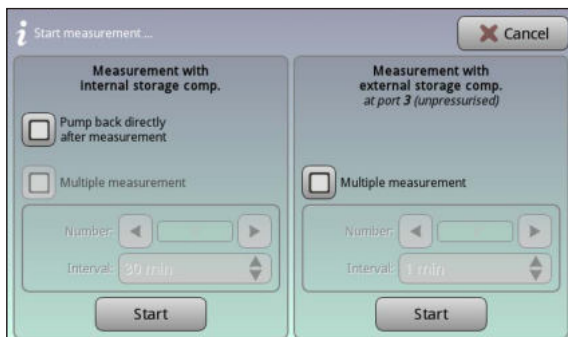 Start measurement ...
Cancel
Measurement with
internal storage comp.
Pump back directly
after measurement
Multiple measurement
Number:
Interval: 30 min
Start
Measurement with
external storage comp.
at port 3 (unpressurised)
Multiple measurement
Number:
Interval: 1 min
Start